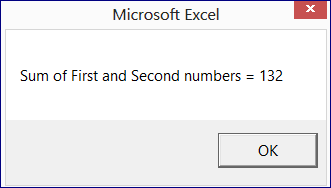 Microsoft Excel
Sum of First and Second numbers = 132
OK